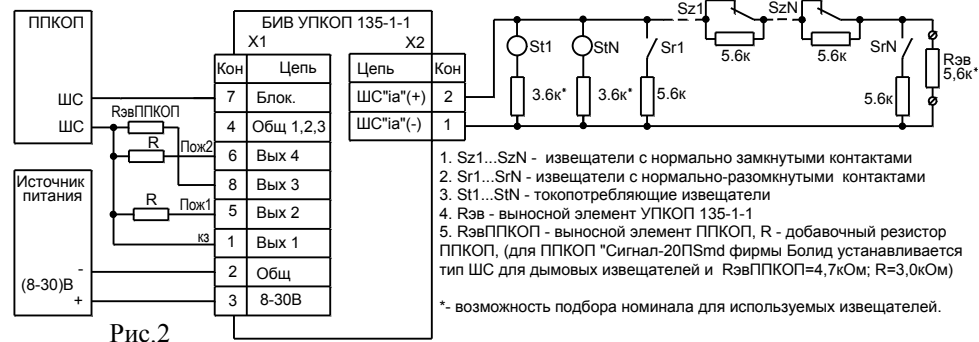 ППКОП
БИВ УПКОП 135-1-1
X1
X2
Кон
Цепь
Цепь
Кон
ШС
7
Блок.
ШС"ia"(+)
2
RэвППКОП
ШС
4
Общ 1,2,3
ШС"ia"(-)
1
R
Пож2
6
Вых 4
8
Вых 3
Источник
питания
R
Пож1
5
Вых 2
кз
1
Вых 1
-
2
Общ
(8-30)В
+
3
8-30В
Рис.2
Sz1
SzN
St1
StN
Sr1
5.6к
5.6к
SrN
Rэв
5,6к*
3.6к*
3.6к*
5.6к
5.6к
1. Sz1...SzN - извещатели с нормально замкнутыми контактами
2. Sr1...SrN - извещатели с нормально-разомкнутыми контактами
3. St1...StN - токопотребляющие извещатели
4. Rэв - выносной элемент УПКОП 135-1-1
5. RэвППКОП - выносной элемент ППКОП, R - добавочный резистор
ППКОП, (для ППКОП "Сигнал-20ПSmd фирмы Болид устанавливается
тип ШС для дымовых извещателей и RэвППКОП=4,7кОм; R=3,0кОм)
*- возможность подбора номинала для используемых извещателей.